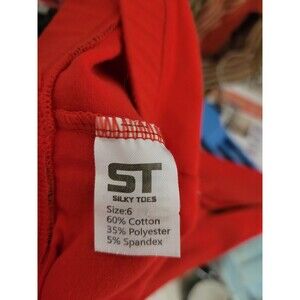 ST
SILKY TOES
Size:6
60% Cotton
35% Polyester
5% Spandex